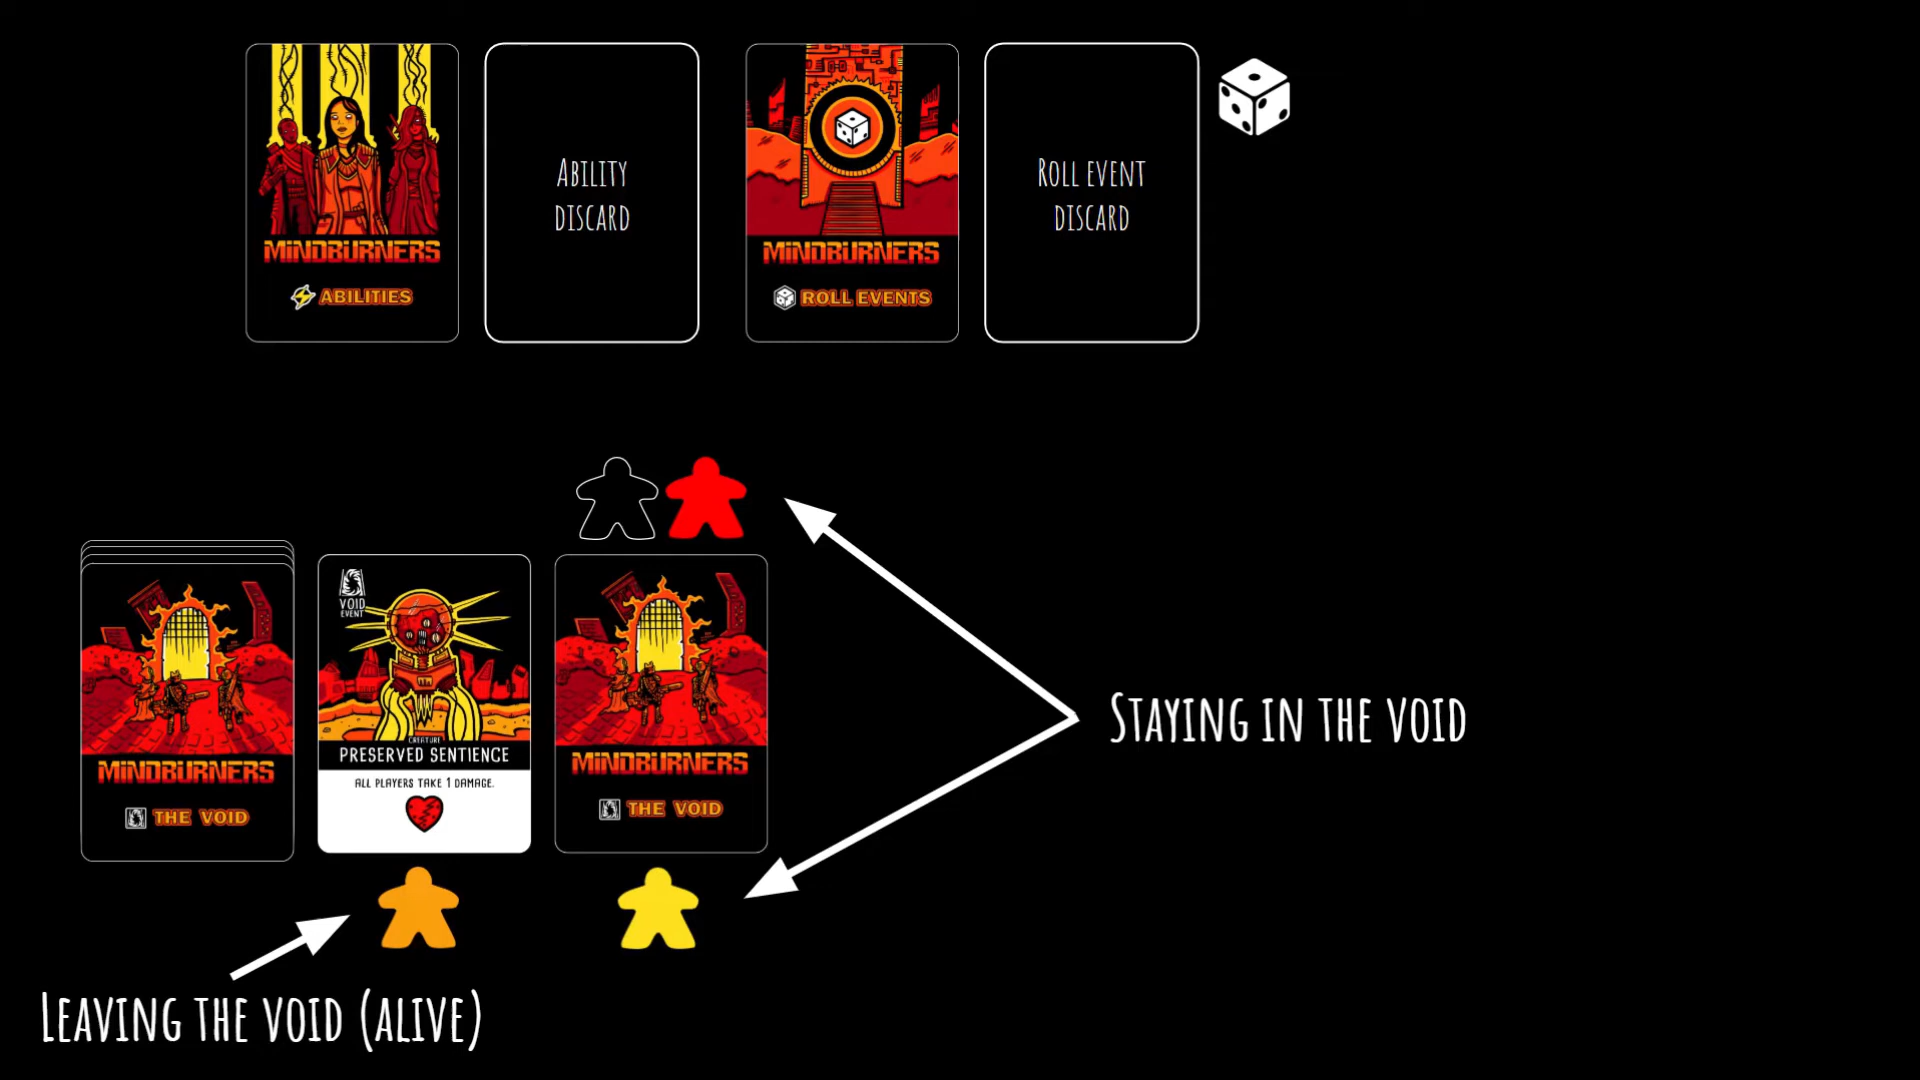 MINDBURNERS
ABILITIES
ABILITY
DISCARD
MINDBURNERS
ROLL EVENTS
ROLL EVENT
DISCARD
MINDBURNERS
THE VOID
VOID
EVENT
CREATURE
PRESERVED SENTIENCE
ALL PLAYERS TAKE 1 DAMAGE.
MINDBURNERS
THE VOID
STAYING IN THE VOID
LEAVING THE VOID (ALIVE)